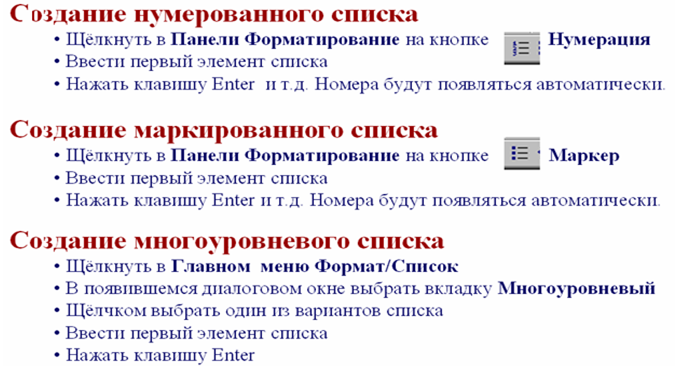 Создание нумерованного списка
• Щёлкнуть в Панели Форматирование на кнопке Нумерация
• Ввести первый элемент списка
• Нажать клавишу Enter и т.д. Номера будут появляться автоматически.
Создание маркированного списка
• Щёлкнуть в Панели Форматирование на кнопке Маркер
• Ввести первый элемент списка
• Нажать клавишу Enter и т.д. Номера будут появляться автоматически.
Создание многоуровневого списка
• Щёлкнуть в Главном меню Формат/Список
• В появившемся диалоговом окне выбрать вкладку Многоуровневый
• Щёлчком выбрать один из вариантов списка
• Ввести первый элемент списка
• Нажать клавишу Enter